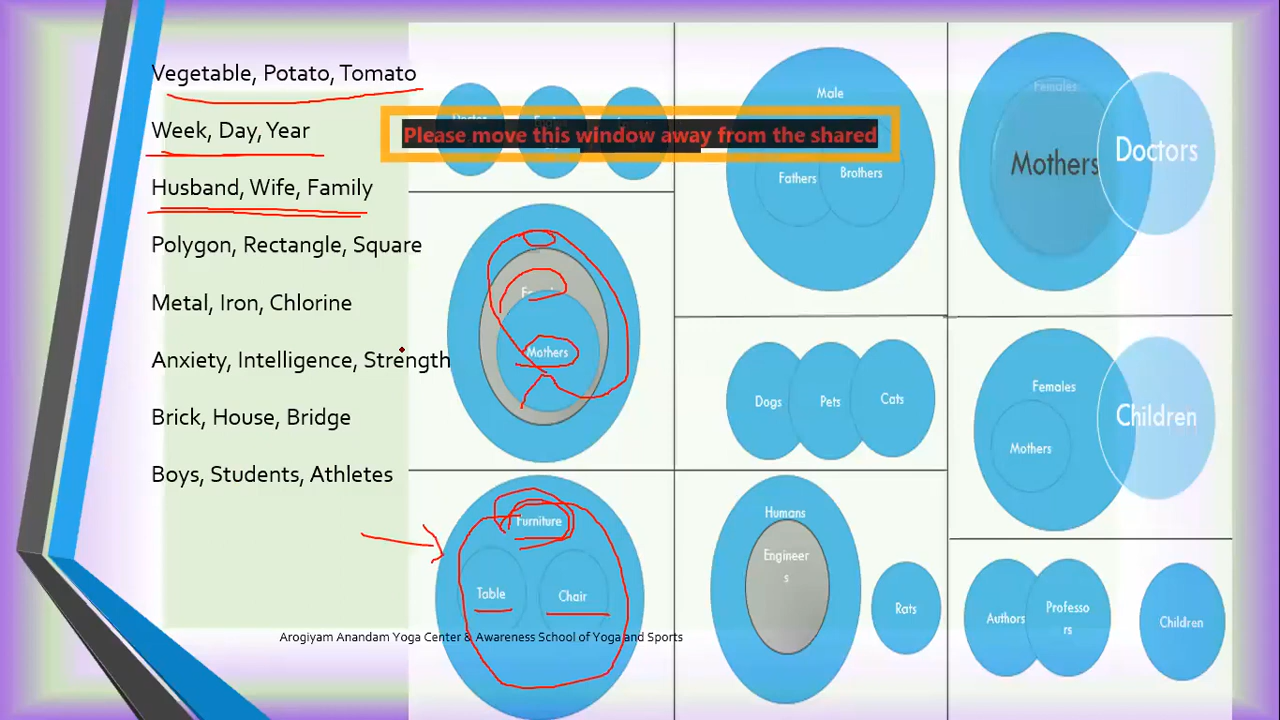 Vegetable, Potato, Tomato
Week, Day, Year
Husband, Wife, Family
Polygon, Rectangle, Square
Metal, Iron, Chlorine
Anxiety, Intelligence, Strength
Brick, House, Bridge
Boys, Students, Athletes
Please move this window away from the shared
Mothers
Furniture
Table
Chair
Male
Fathers
Brothers
Dogs
Pets
Cats
Humans
Engineer
s
Rats
Females
Mothers
Doctors
Females
Mothers
Children
Authors
Professo
rs
Children
Arogiyam Anandam Yoga Center & Awareness School of Yoga and Sports